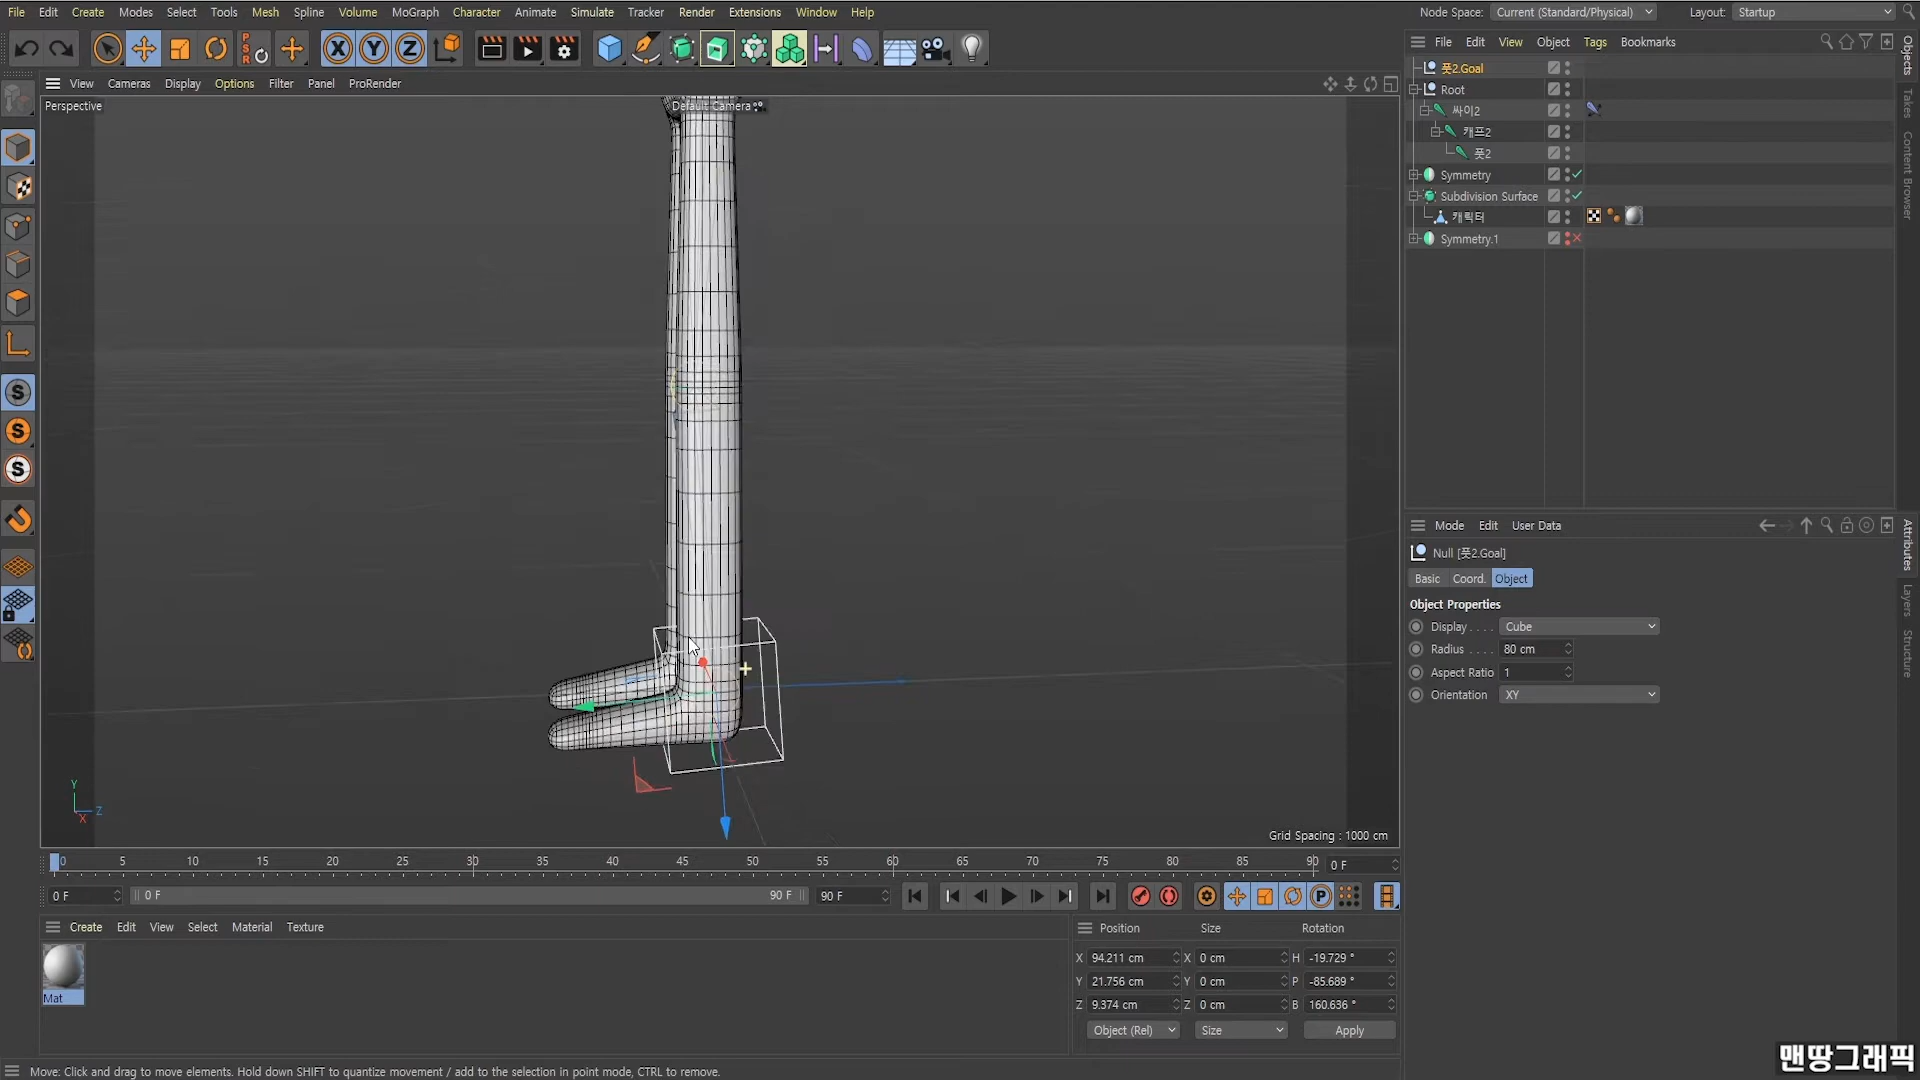 File Edit Create Modes Select Tools Mesh Spline Volume MoGraph Character Animate Simulate Tracker Render Extensions Window Help
Node Space: Current (Standard/Physical) Layout: Startup
View Cameras Display Options Filter Panel ProRender
Perspective
Default Camera
Grid Spacing : 1000 cm
File Edit View Object Tags Bookmarks
풋2.Goal
Root
싸이2
캐프2
풋2
Symmetry
Subdivision Surface
캐릭터
Symmetry.1
Objects
Takes
Content Browser
Mode Edit User Data
Null [풋2.Goal]
Basic Coord. Object
Object Properties
Display . . . . Cube
Radius . . . . 80 cm
Aspect Ratio 1
Orientation XY
Attributes
Layers
Structure
0 5 10 15 20 25 30 35 40 45 50 55 60 65 70 75 80 85 90 0 F
0 F 0 F 90 F 90 F
Create Edit View Select Material Texture
Mat
Position Size Rotation
X 94.211 cm X 0 cm H -19.729 °
Y 21.756 cm Y 0 cm P -85.689 °
Z 9.374 cm Z 0 cm B 160.636 °
Object (Rel) Size Apply
Move: Click and drag to move elements. Hold down SHIFT to quantize movement / add to the selection in point mode, CTRL to remove.
맨땅그래픽